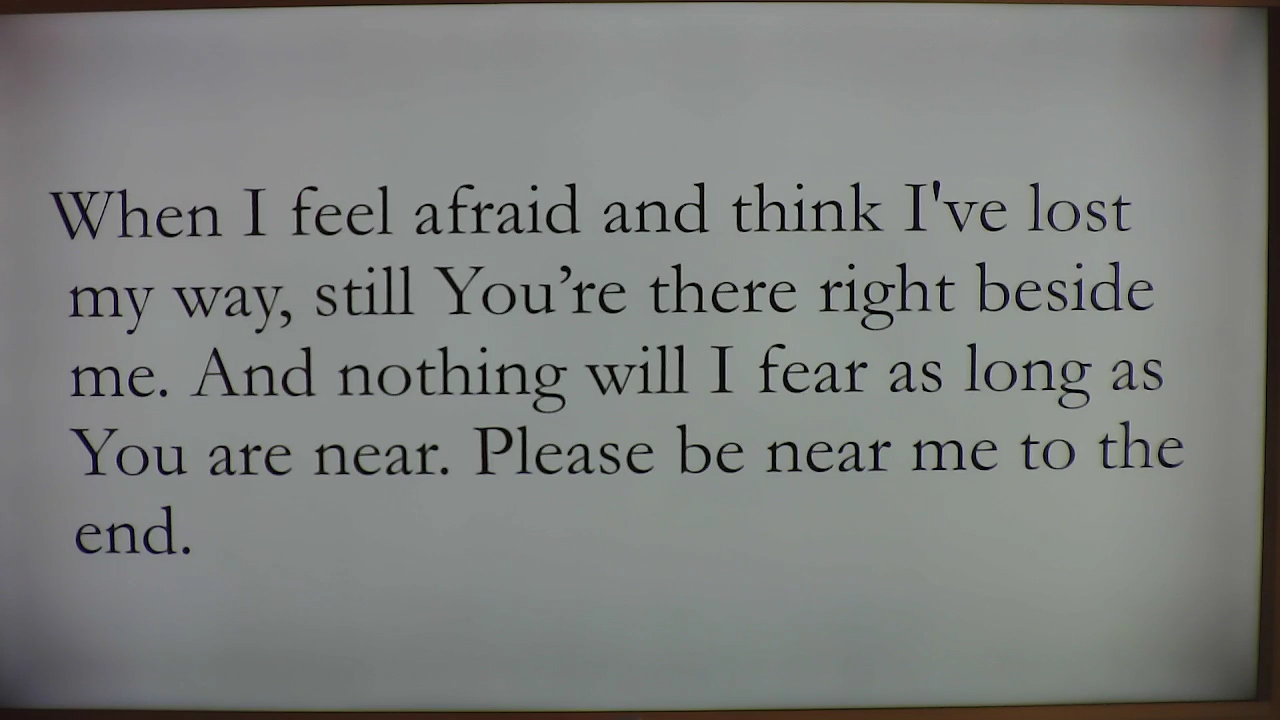 When I feel afraid and think I've lost
my way, still You’re there right beside
me. And nothing will I fear as long as
You are near. Please be near me to the
end.